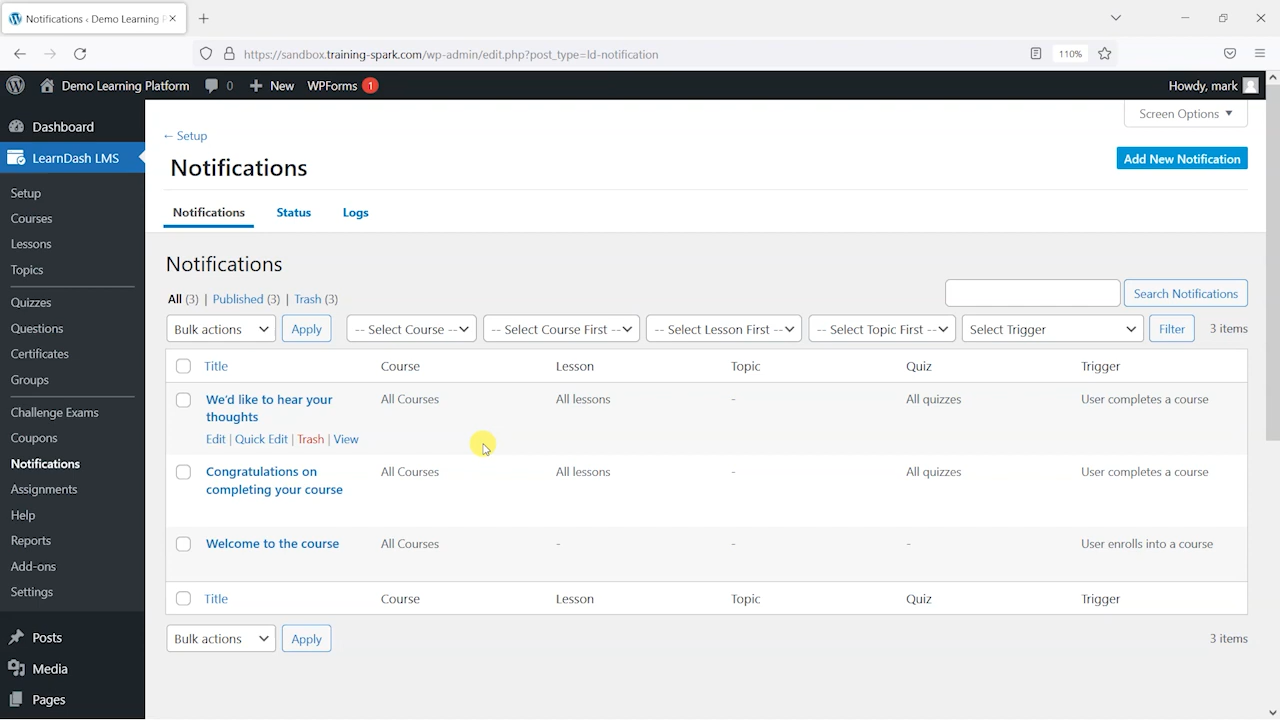 Notifications ‹ Demo Learning P
https://sandbox.training-spark.com/wp-admin/edit.php?post_type=ld-notification
110%
Demo Learning Platform 0 New WPForms 1 Howdy, mark
Screen Options
Dashboard
LearnDash LMS
Setup
Courses
Lessons
Topics
Quizzes
Questions
Certificates
Groups
Challenge Exams
Coupons
Notifications
Assignments
Help
Reports
Add-ons
Settings
Posts
Media
Pages
← Setup
Notifications
Add New Notification
Notifications Status Logs
Notifications
All (3) | Published (3) | Trash (3)
Search Notifications
Bulk actions Apply -- Select Course -- -- Select Course First -- -- Select Lesson First -- -- Select Topic First -- Select Trigger Filter 3 items
Title Course Lesson Topic Quiz Trigger
We'd like to hear your All Courses All lessons - All quizzes User completes a course
thoughts
Edit | Quick Edit | Trash | View
Congratulations on All Courses All lessons - All quizzes User completes a course
completing your course
Welcome to the course All Courses - - - User enrolls into a course
Title Course Lesson Topic Quiz Trigger
Bulk actions Apply 3 items